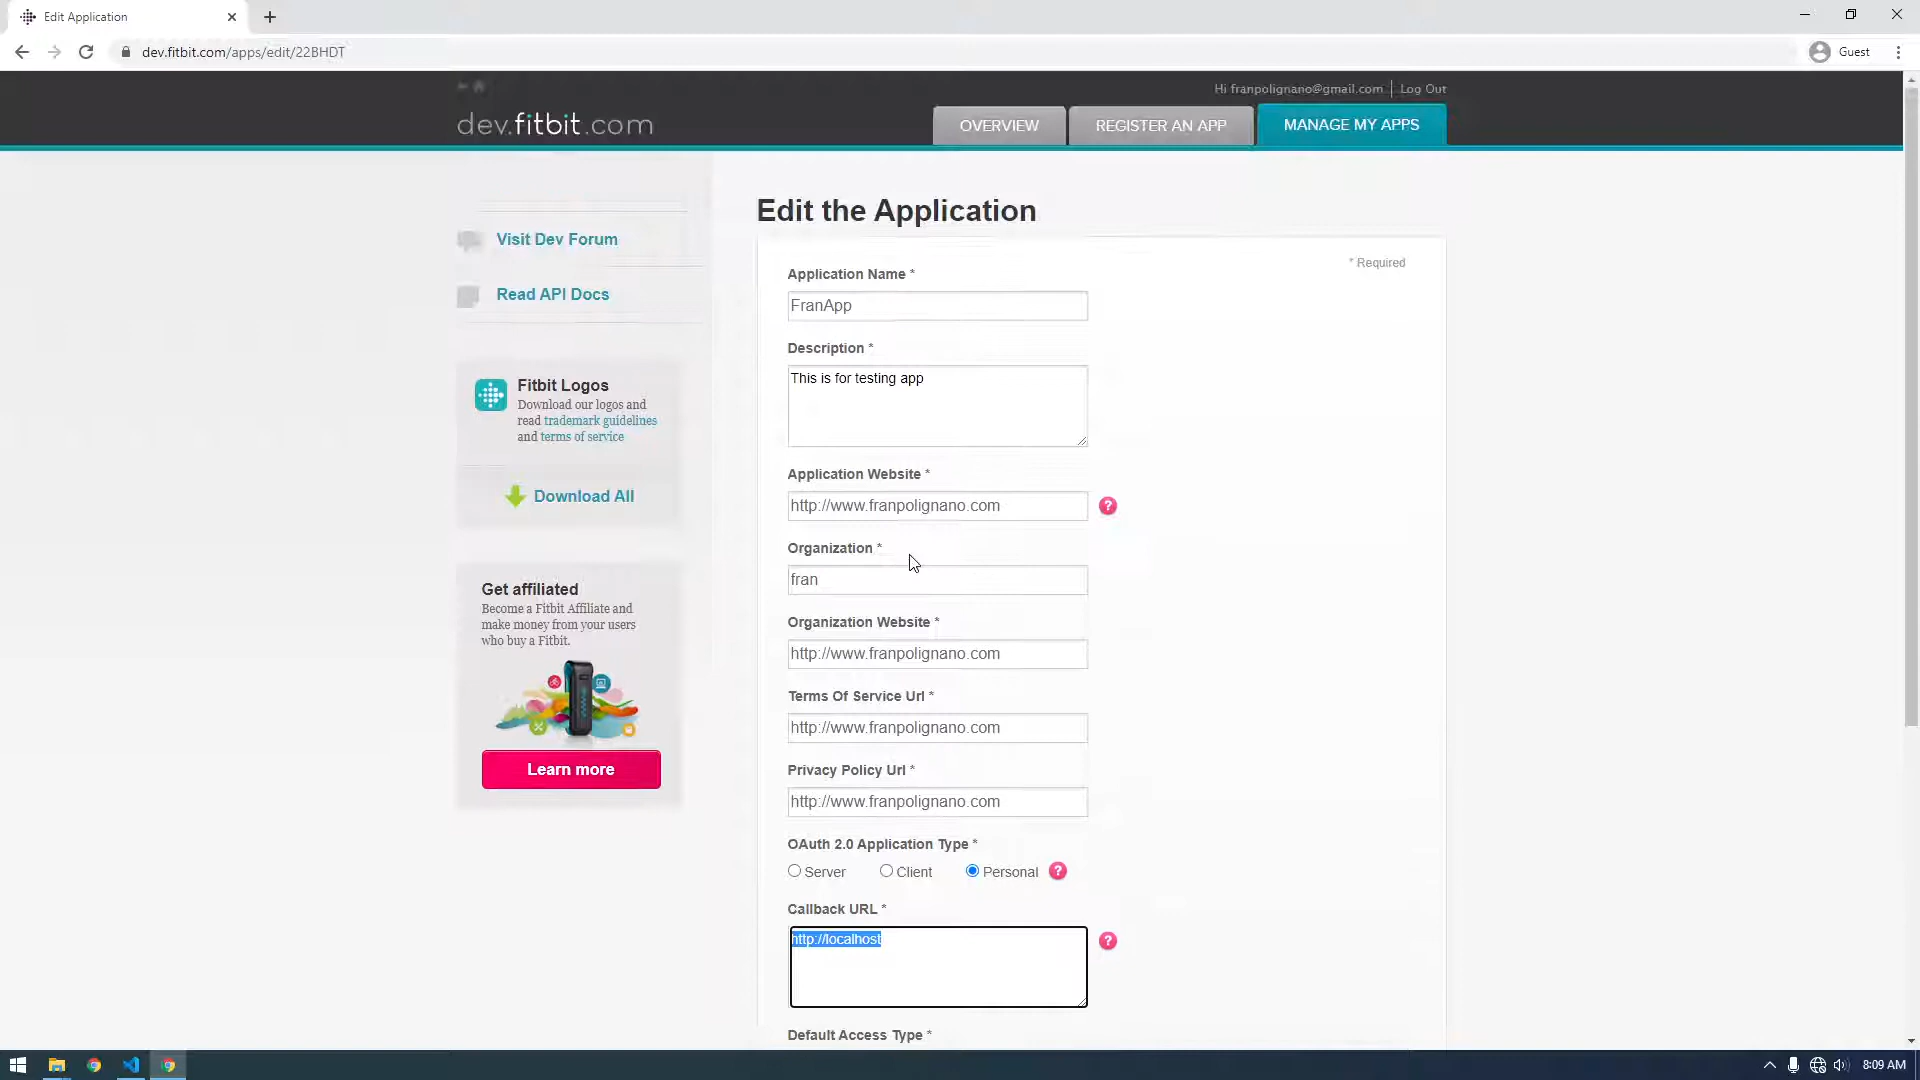 Edit Application
dev.fitbit.com/apps/edit/22BHDT
Guest
Hi franpolignano@gmail.com Log Out
dev.fitbit.com
OVERVIEW
REGISTER AN APP
MANAGE MY APPS
Visit Dev Forum
Read API Docs
Fitbit Logos
Download our logos and
read trademark guidelines
and terms of service
Download All
Get affiliated
Become a Fitbit Affiliate and
make money from your users
who buy a Fitbit.
Learn more
Edit the Application
* Required
Application Name *
FranApp
Description *
This is for testing app
Application Website *
http://www.franpolignano.com
?
Organization *
fran
Organization Website *
http://www.franpolignano.com
Terms Of Service Url *
http://www.franpolignano.com
Privacy Policy Url *
http://www.franpolignano.com
OAuth 2.0 Application Type *
Server Client Personal ?
Callback URL *
http://localhost
?
Default Access Type *
8:09 AM